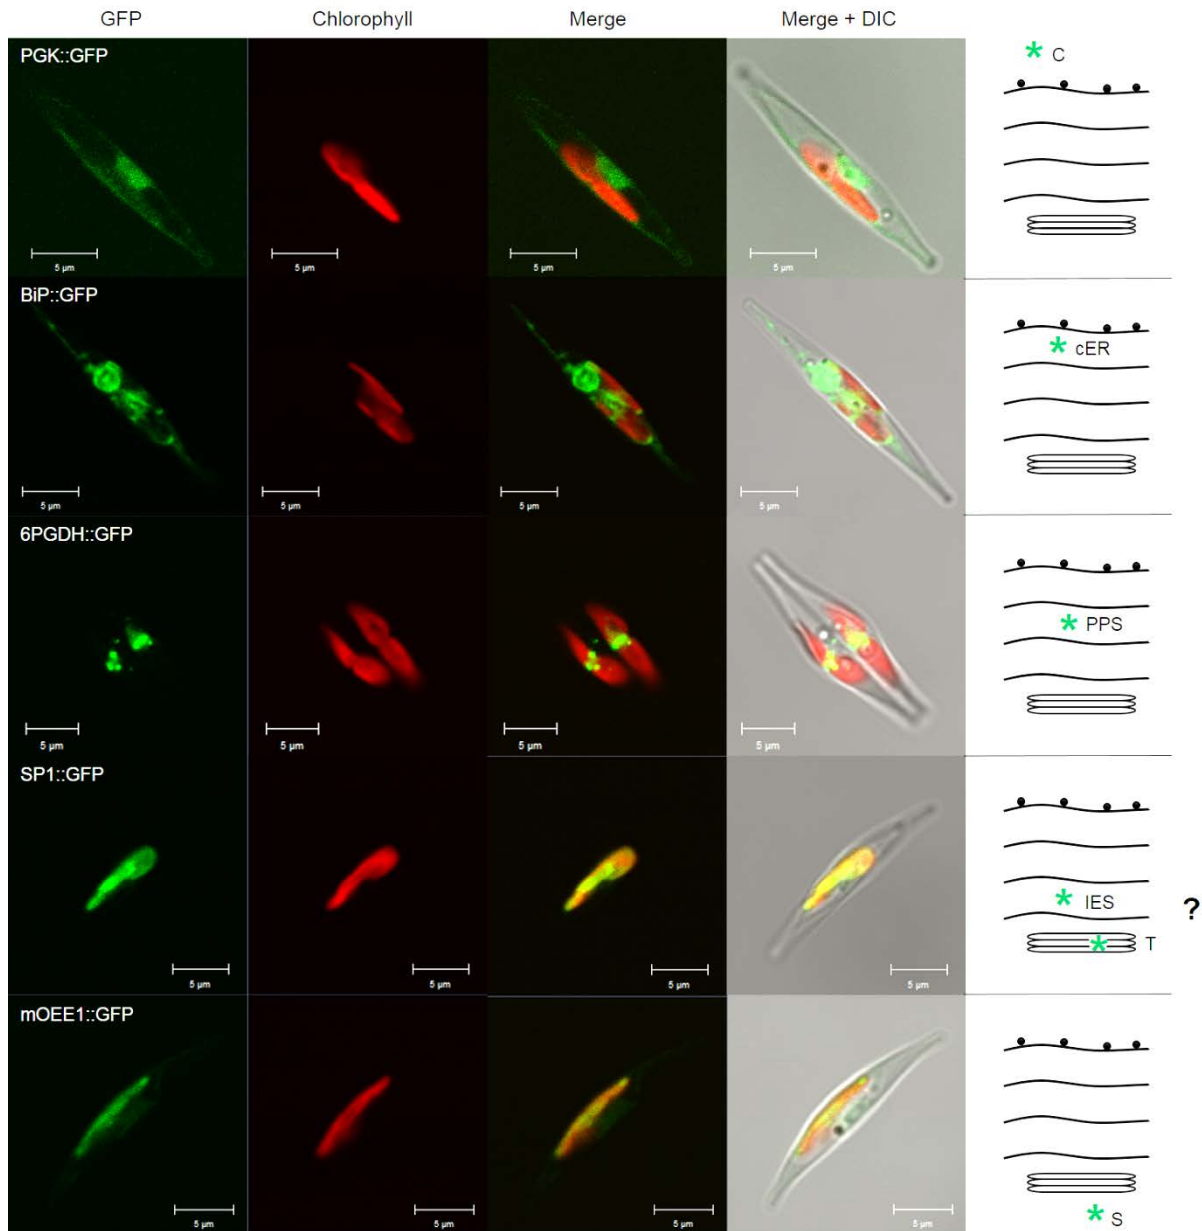 GFP Chlorophyll Merge Merge + DIC
PGK::GFP
* C
5 µm 5 µm 5 µm 5 µm
BiP::GFP
* cER
5 µm 5 µm 5 µm 5 µm
6PGDH::GFP
* PPS
5 µm 5 µm 5 µm 5 µm
SP1::GFP
* IES
?
* T
5 µm 5 µm 5 µm 5 µm
mOEE1::GFP
5 µm 5 µm 5 µm 5 µm
* S